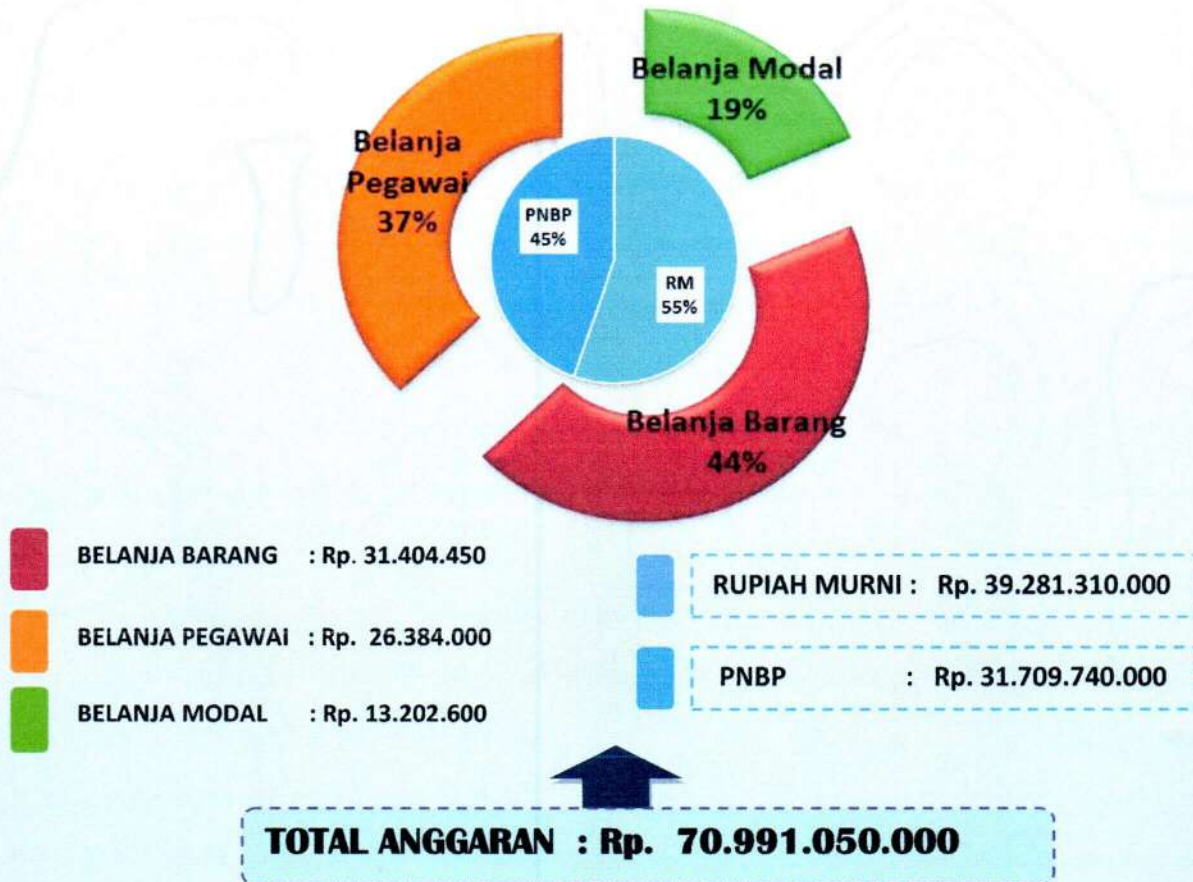 Belanja Modal
19%
Belanja
Pegawai
37%
PNBP
45%
RM
55%
Belanja Barang
44%
BELANJA BARANG : Rp. 31.404.450
BELANJA PEGAWAI : Rp. 26.384.000
BELANJA MODAL : Rp. 13.202.600
RUPIAH MURNI : Rp. 39.281.310.000
PNBP : Rp. 31.709.740.000
TOTAL ANGGARAN : Rp. 70.991.050.000